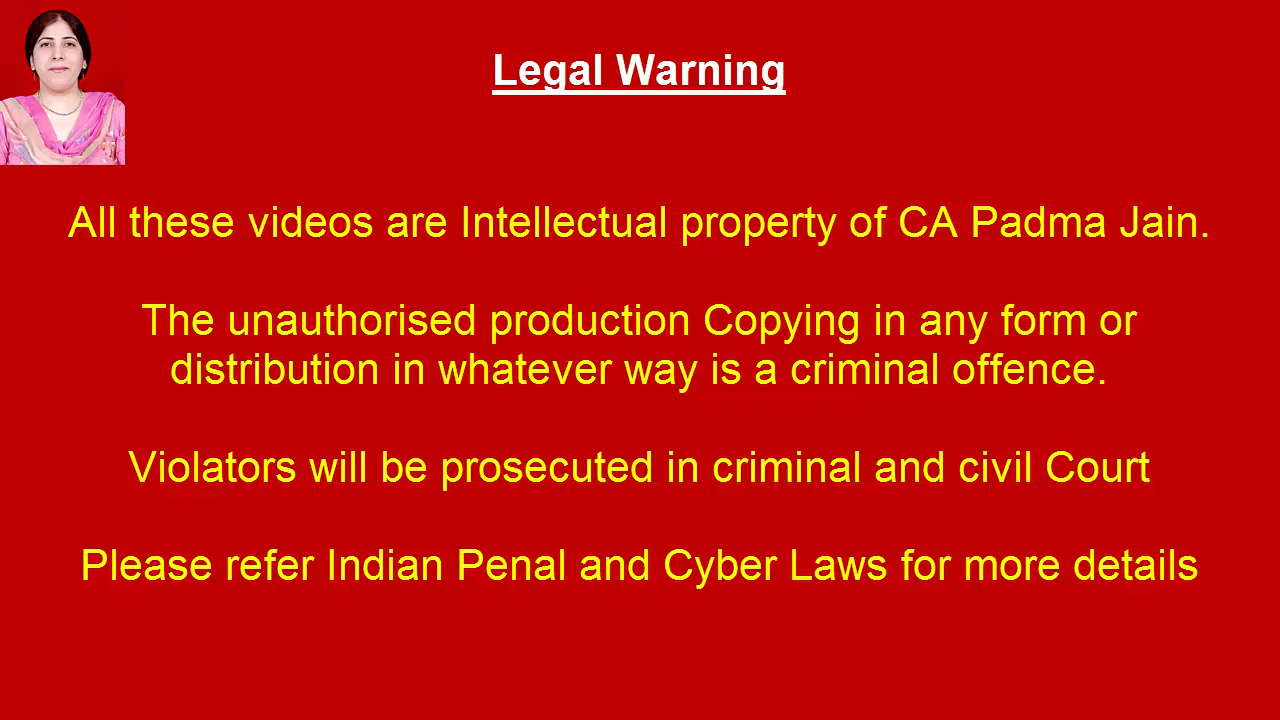 Legal Warning
All these videos are Intellectual property of CA Padma Jain.
The unauthorised production Copying in any form or
distribution in whatever way is a criminal offence.
Violators will be prosecuted in criminal and civil Court
Please refer Indian Penal and Cyber Laws for more details